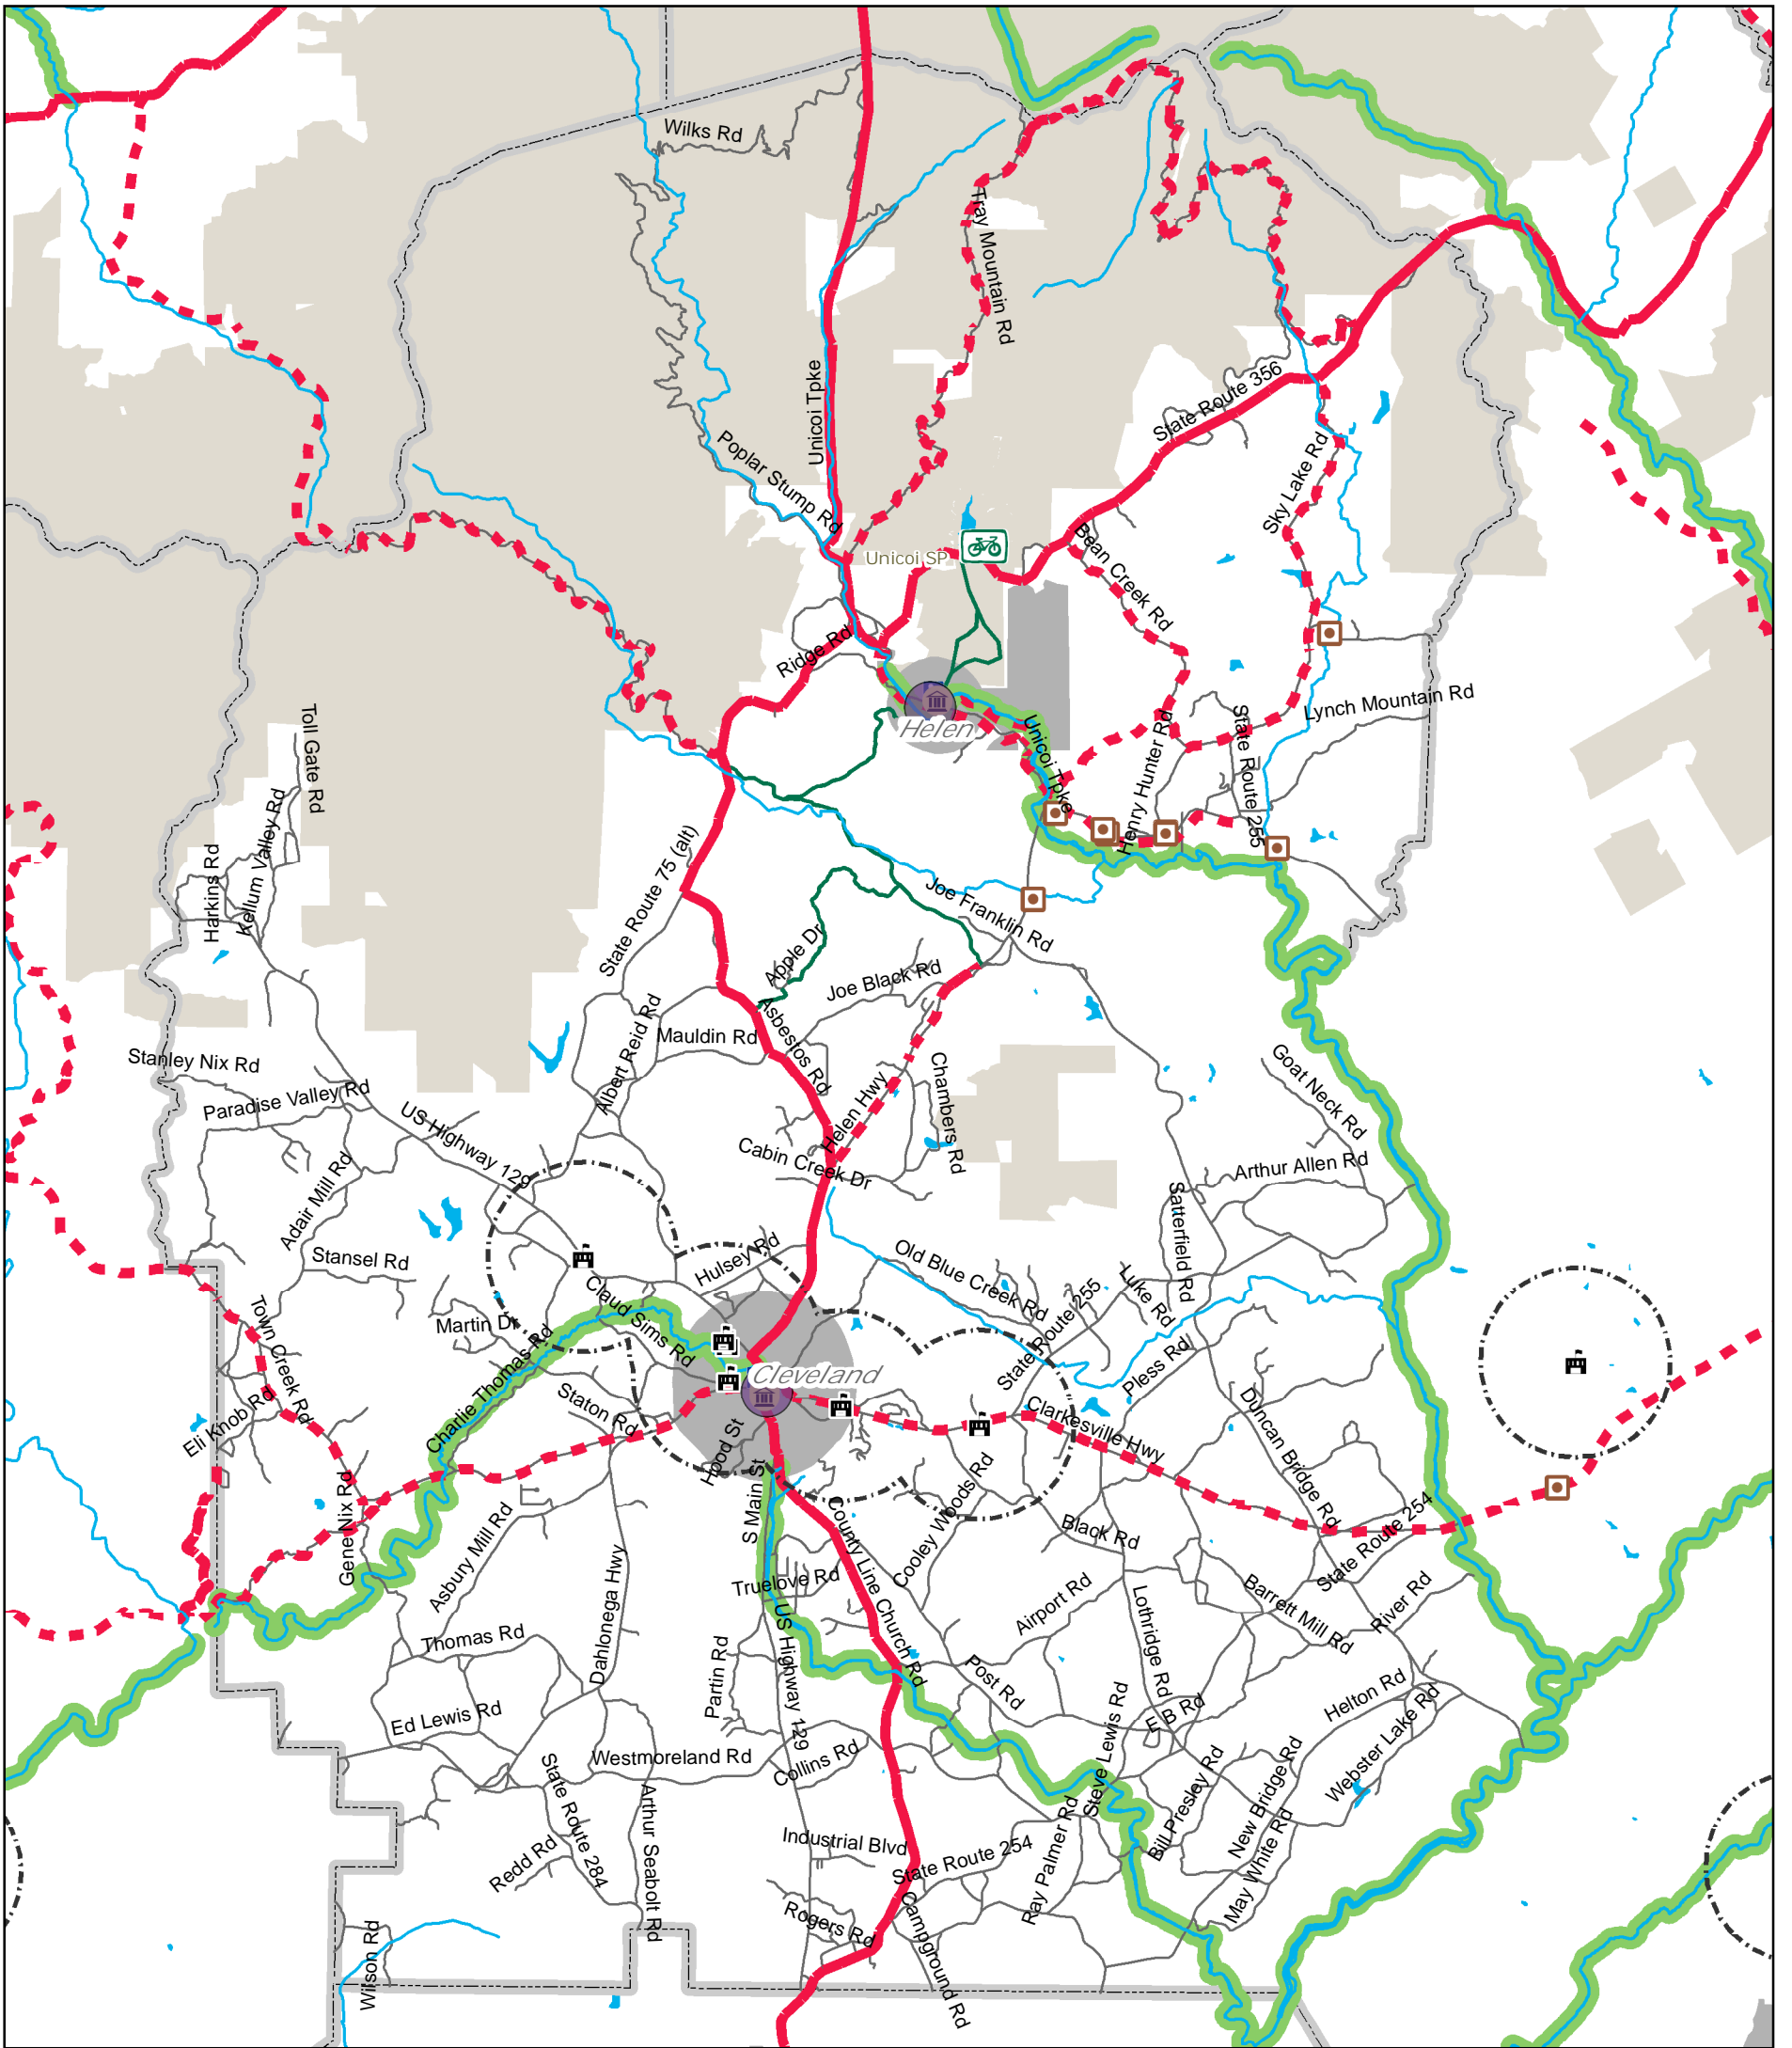 Wilks Rd
Tray Mountain Rd
Unicoi Tpke
State Route 356
Poplar Stump Rd
Sky Lake Rd
Unicoi SP
Bean Creek Rd
Ridge Rd
Helen
Lynch Mountain Rd
Toll Gate Rd
Unicoi Tpke
Henry Hunter Rd
State Route 255
Kellum Valley Rd
Harkins Rd
State Route 75 (alt)
Joe Franklin Rd
Apple Dr
Joe Black Rd
Asbestos Rd
Albert Reid Rd
Mauldin Rd
Stanley Nix Rd
Paradise Valley Rd
US Highway 129
Helen Hwy
Chambers Rd
Goat Neck Rd
Cabin Creek Dr
Arthur Allen Rd
Adair Mill Rd
Satterfield Rd
Stansel Rd
Hulsey Rd
Old Blue Creek Rd
Luke Rd
State Route 255
Claud Sims Rd
Town Creek Rd
Martin Dr
Charlie Thomas Rd
Pless Rd
Cleveland
Eli Knob Rd
Staton Rd
Clarkesville Hwy
Duncan Bridge Rd
Hood St
S Main St
Gene Nix Rd
Asbury Mill Rd
Cooley Woods Rd
County Line Church Rd
Black Rd
State Route 254
Truelove Rd
Dahlonega Hwy
Airport Rd
Lothridge Rd
Barrett Mill Rd
River Rd
Thomas Rd
US Highway 129
Partin Rd
Post Rd
Helton Rd
Ed Lewis Rd
E B Rd
Steve Lewis Rd
Webster Lake Rd
Westmoreland Rd
Collins Rd
New Bridge Rd
Bill Presley Rd
State Route 284
Arthur Seabolt Rd
Industrial Blvd
State Route 254
Ray Palmer Rd
May White Rd
Redd Rd
Rogers Rd
Campground Rd
Wilson Rd